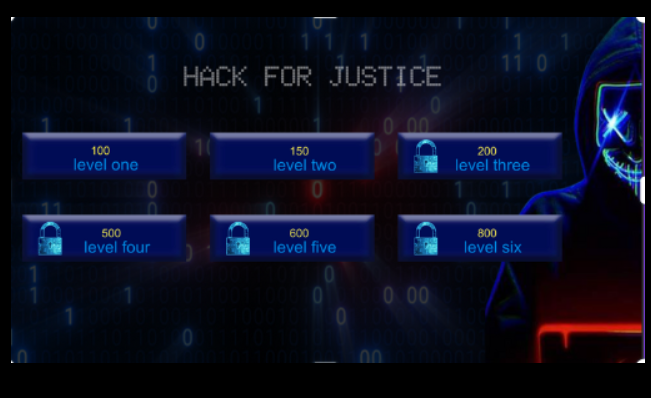 HACK FOR JUSTICE
100
level one
150
level two
200
level three
500
level four
600
level five
800
level six